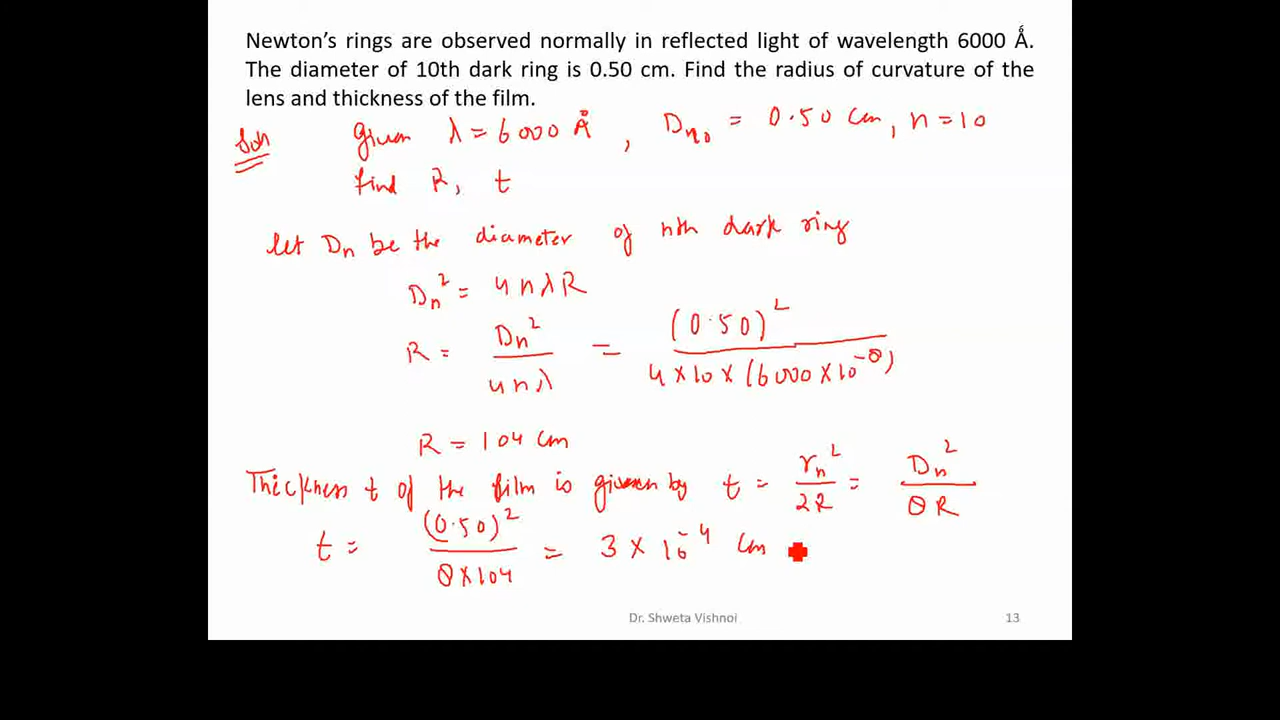 Newton's rings are observed normally in reflected light of wavelength 6000 Å.
The diameter of 10th dark ring is 0.50 cm. Find the radius of curvature of the
lens and thickness of the film.
Soln Given λ = 6000 Å , Dn₀ = 0.50 cm, n = 10
find R, t
let Dn be the diameter of nth dark ring
Dn² = 4nλR
R = Dn² / 4nλ = (0.50)² / 4 × 10 × (6000 × 10⁻⁸)
R = 104 cm
Thickness t of the film is given by t = rn² / 2R = Dn² / 8R
t = (0.50)² / 8 × 104 = 3 × 10⁻⁴ cm
Dr. Shweta Vishnoi 13